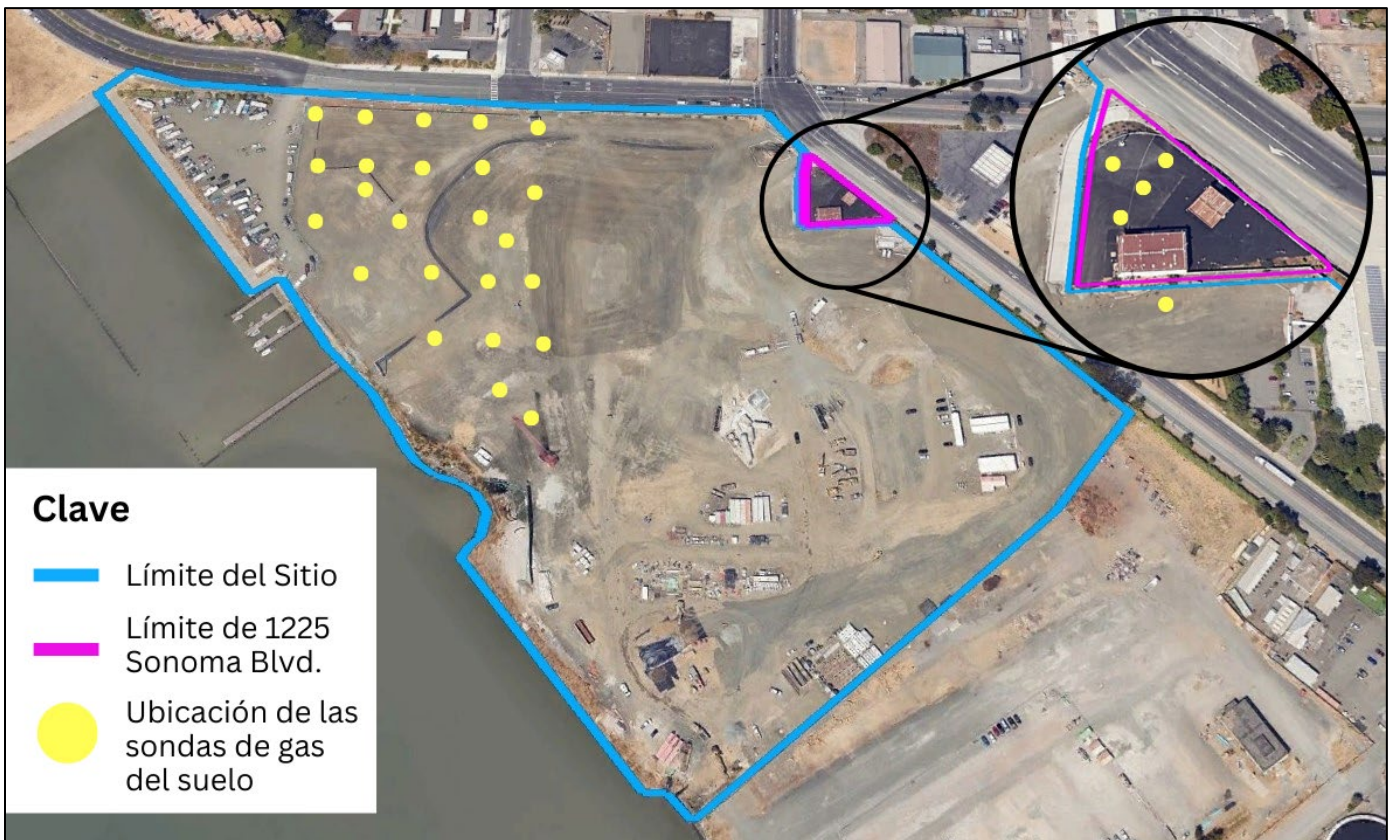 Clave
Límite del Sitio
Límite de 1225
Sonoma Blvd.
Ubicación de las
sondas de gas
del suelo